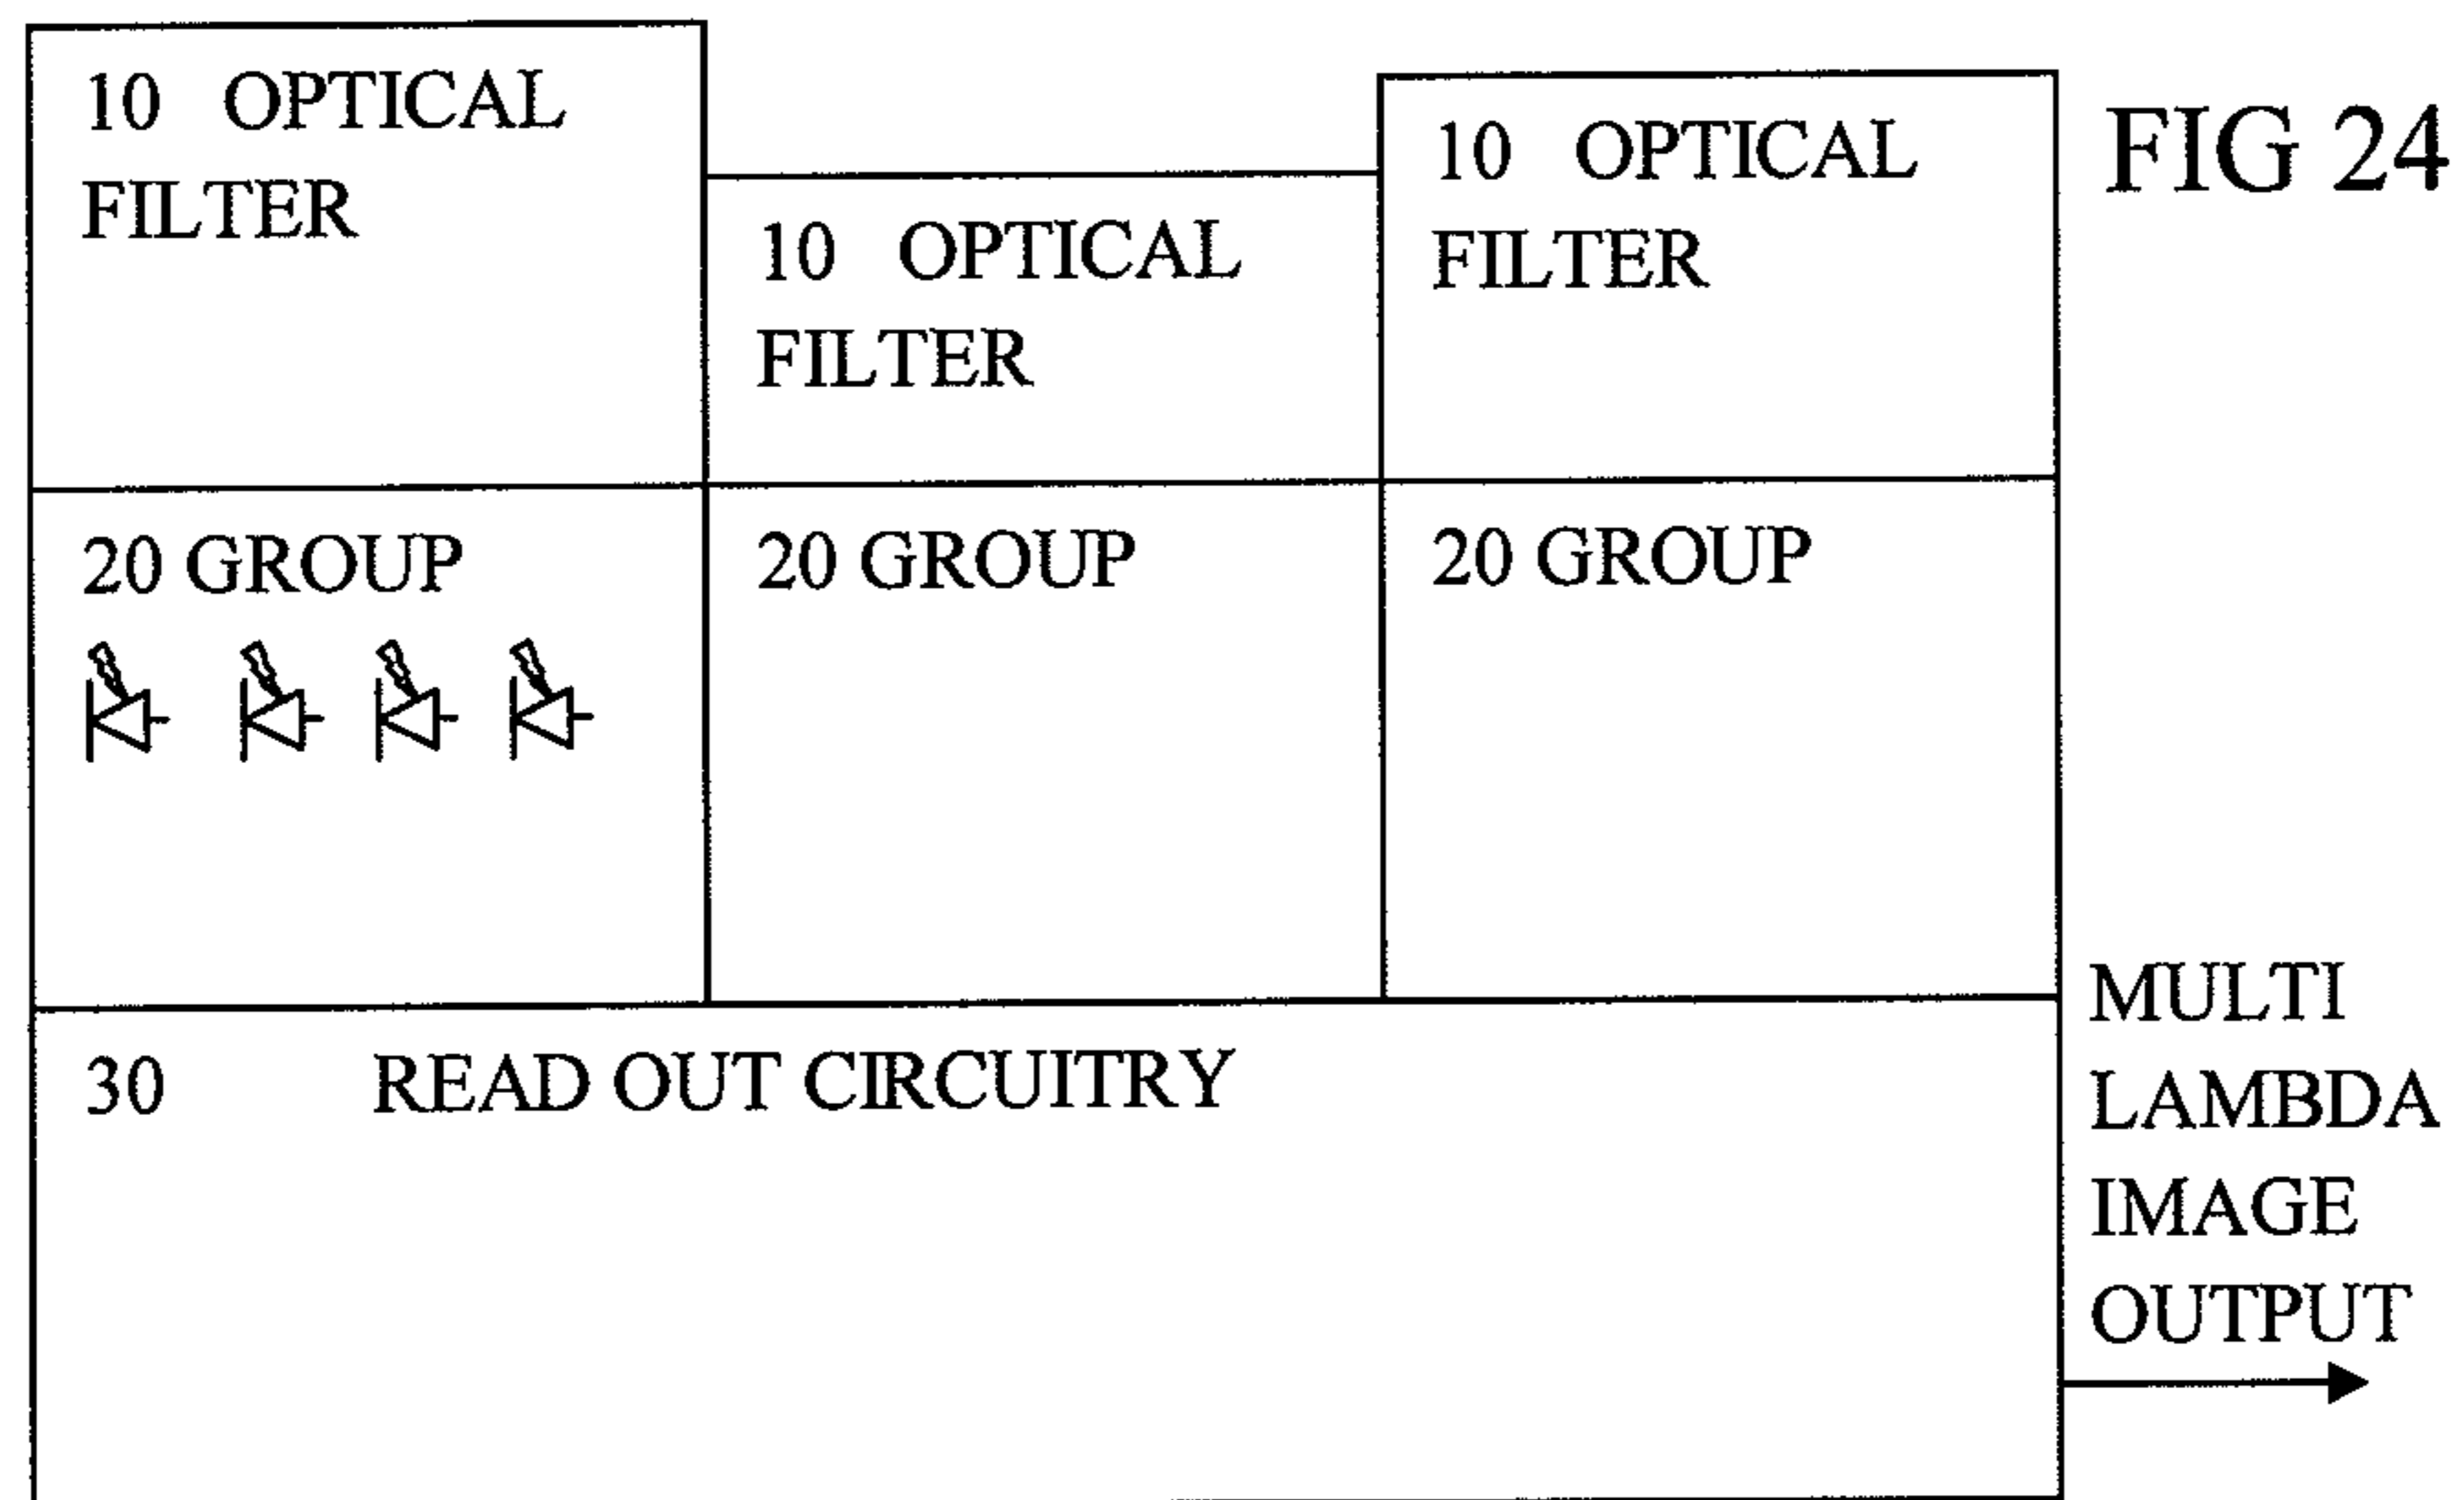 10 OPTICAL
FILTER
10 OPTICAL
FILTER
10 OPTICAL
FILTER
FIG 24
20 GROUP
20 GROUP
20 GROUP
30 READ OUT CIRCUITRY
MULTI
LAMBDA
IMAGE
OUTPUT